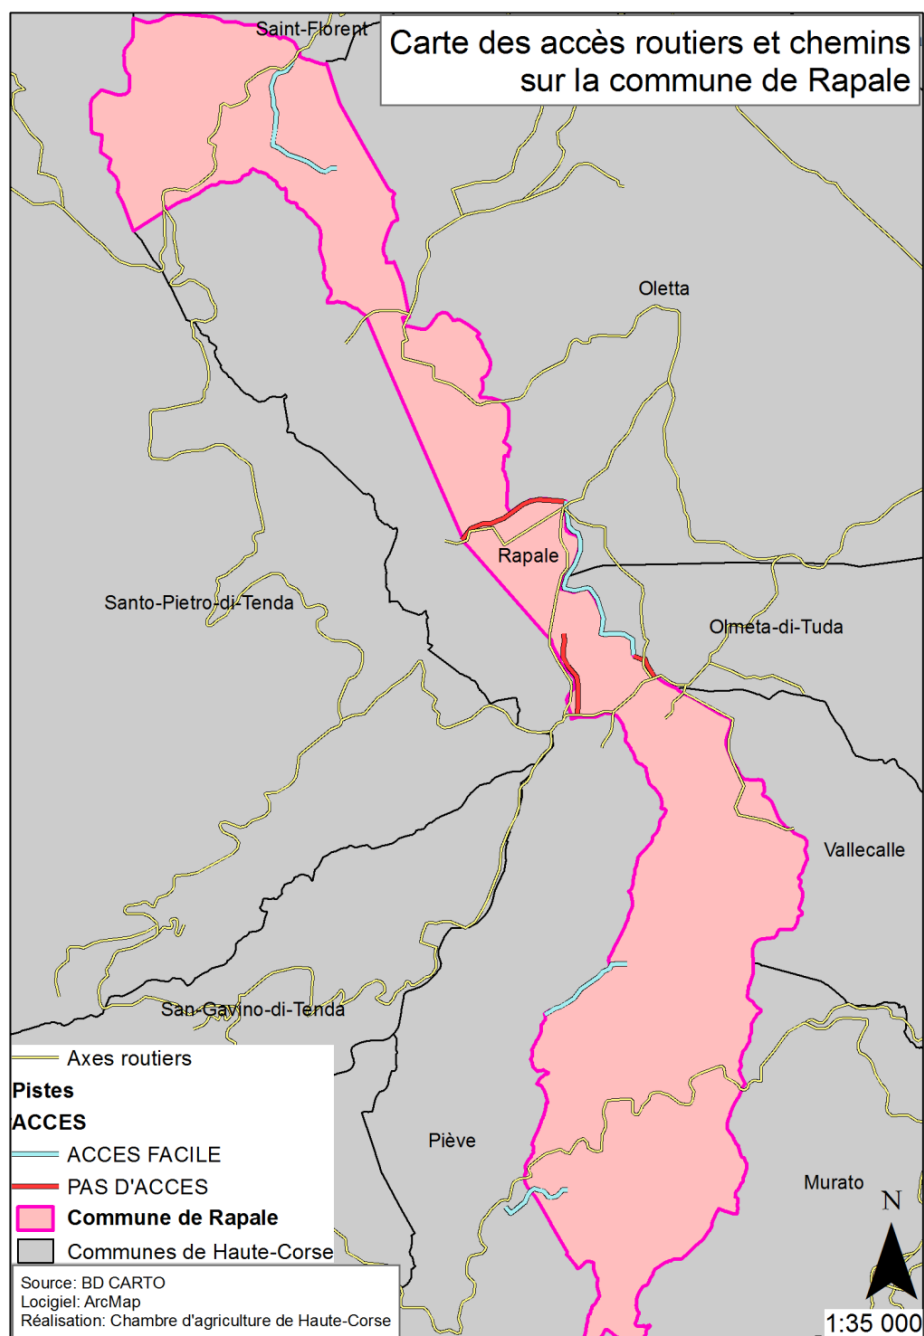 Saint-Florent
Carte des accès routiers et chemins
sur la commune de Rapale
Oletta
Rapale
Santo-Pietro-di-Tenda
Olmeta-di-Tuda
Vallecalle
San-Gavino-di-Tenda
Axes routiers
Pistes
ACCES
ACCES FACILE
PAS D'ACCES
Commune de Rapale
Communes de Haute-Corse
Piève
Murato
N
Source: BD CARTO
Locigiel: ArcMap
Réalisation: Chambre d'agriculture de Haute-Corse
1:35 000